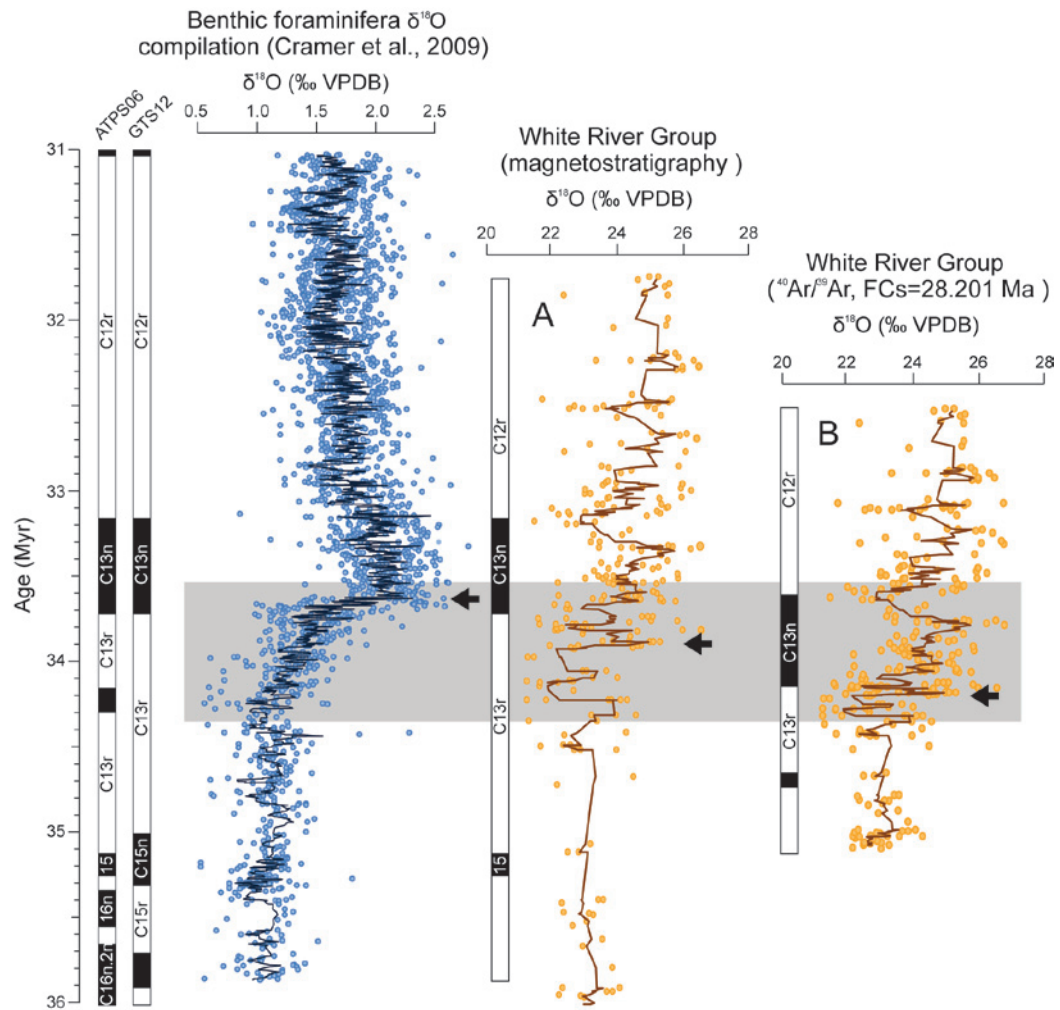 Benthic foraminifera δ¹⁸O
compilation (Cramer et al., 2009)
δ¹⁸O (‰ VPDB)
ATPS06
GTS12
0.5 1.0 1.5 2.0 2.5
White River Group
(magnetostratigraphy )
δ¹⁸O (‰ VPDB)
20 22 24 26 28
White River Group
(⁴⁰Ar/³⁹Ar, FCs=28.201 Ma )
δ¹⁸O (‰ VPDB)
20 22 24 26 28
Age (Myr)
31
32
33
34
35
36
C12r
C13n
C13r
C13r
15
16n
C16n.2n
C12r
C13n
C13r
C15n
C15r
A
C12r
C13n
C13r
15
B
C12r
C13n
C13r